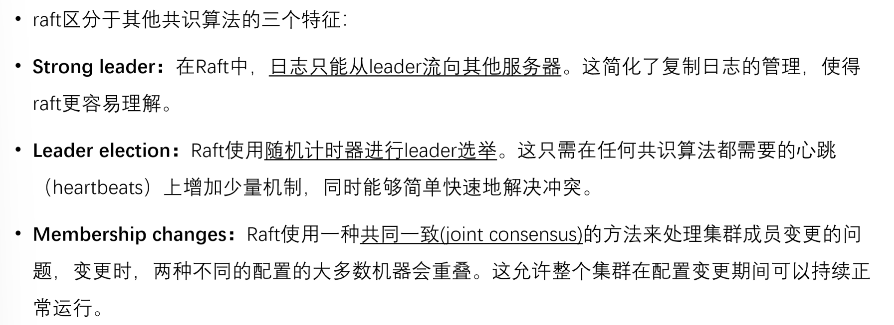 • raft区分于其他共识算法的三个特征：
• Strong leader：在Raft中，日志只能从leader流向其他服务器。这简化了复制日志的管理，使得
raft更容易理解。
• Leader election：Raft使用随机计时器进行leader选举。这只需在任何共识算法都需要的心跳
（heartbeats）上增加少量机制，同时能够简单快速地解决冲突。
• Membership changes：Raft使用一种共同一致(joint consensus)的方法来处理集群成员变更的问
题，变更时，两种不同的配置的大多数机器会重叠。这允许整个集群在配置变更期间可以持续正
常运行。